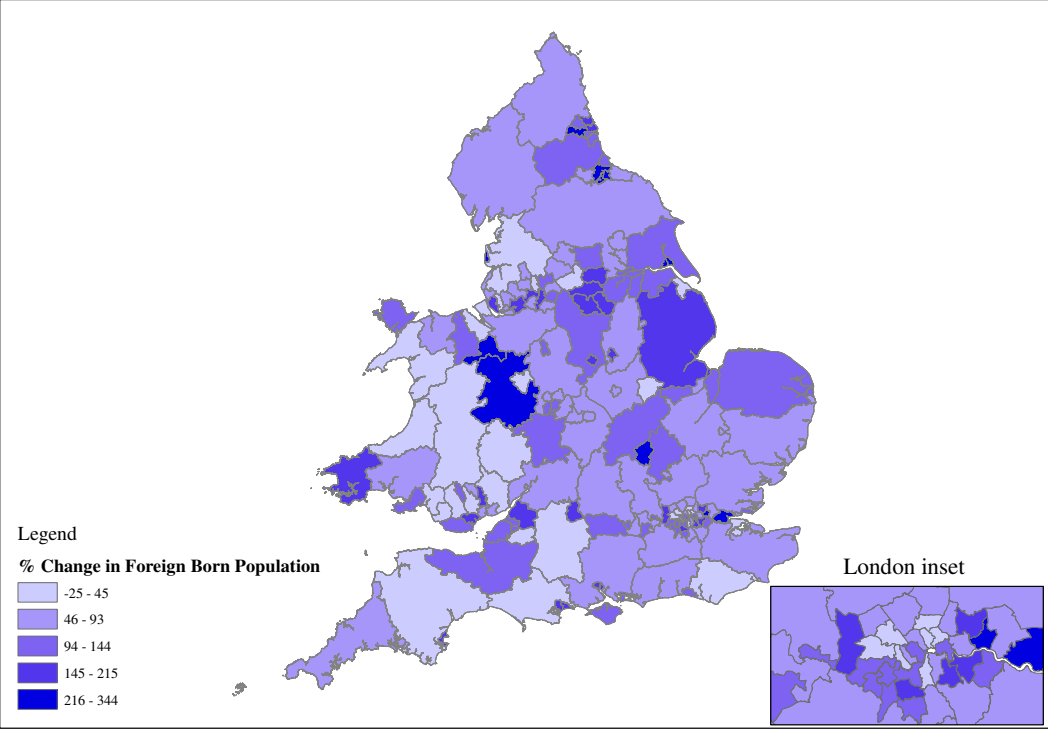 Legend
% Change in Foreign Born Population
-25 - 45
46 - 93
94 - 144
145 - 215
216 - 344
London inset